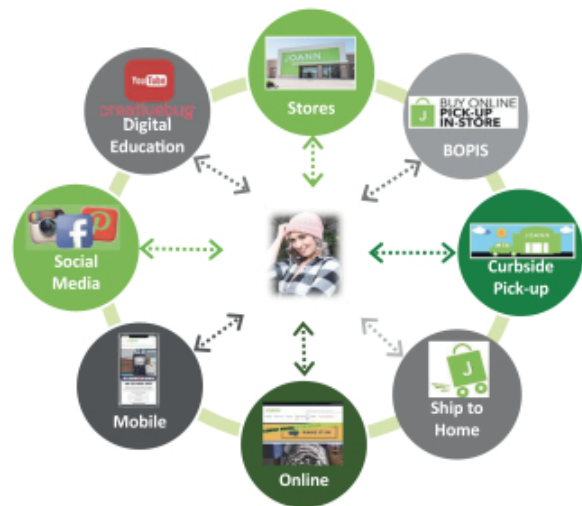 YouTube
creativebug
Digital
Education
JOANN
Stores
J
BUY ONLINE
PICK-UP
IN-STORE
BOPIS
Social
Media
JOANN
Curbside
Pick-up
Mobile
Online
J
Ship to
Home